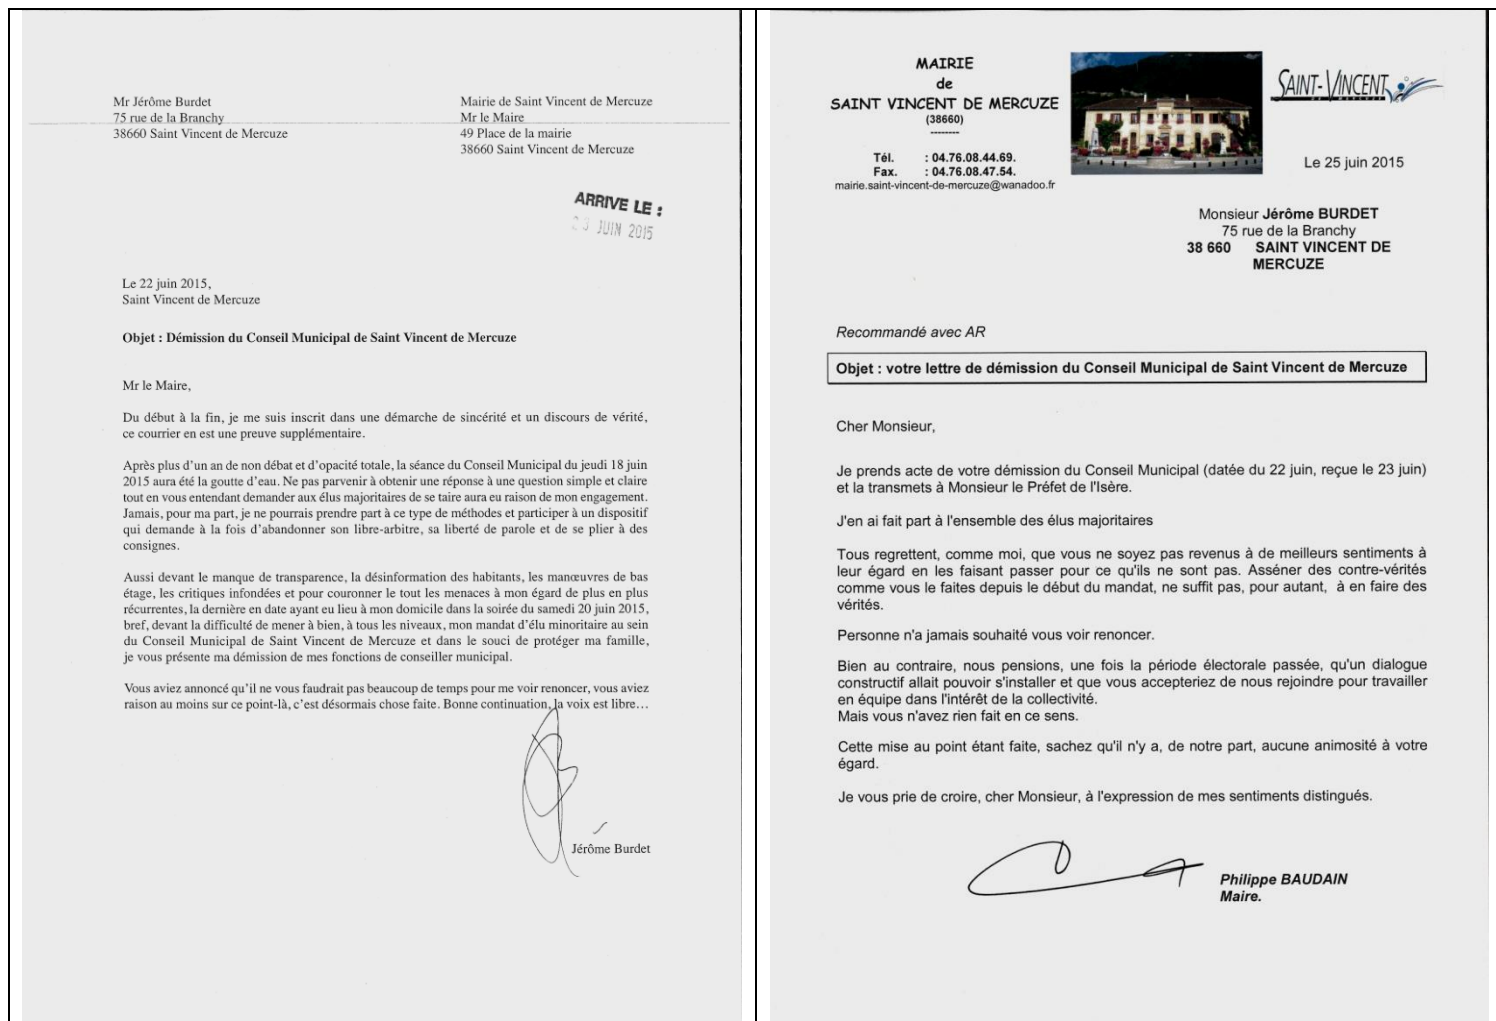 Mr Jérôme Burdet
75 rue de la Branchy
38660 Saint Vincent de Mercuze
Mairie de Saint Vincent de Mercuze
Mr le Maire
49 Place de la mairie
38660 Saint Vincent de Mercuze
ARRIVE LE :
23 JUIN 2015
Le 22 juin 2015,
Saint Vincent de Mercuze
Objet : Démission du Conseil Municipal de Saint Vincent de Mercuze
Mr le Maire,
Du début à la fin, je me suis inscrit dans une démarche de sincérité et un discours de vérité,
ce courrier en est une preuve supplémentaire.
Après plus d'un an de non débat et d'opacité totale, la séance du Conseil Municipal du jeudi 18 juin
2015 aura été la goutte d'eau. Ne pas parvenir à obtenir une réponse à une question simple et claire
tout en vous entendant demander aux élus majoritaires de se taire aura eu raison de mon engagement.
Jamais, pour ma part, je ne pourrais prendre part à ce type de méthodes et participer à un dispositif
qui demande à la fois d'abandonner son libre-arbitre, sa liberté de parole et de se plier à des
consignes.
Aussi devant le manque de transparence, la désinformation des habitants, les manœuvres de bas
étage, les critiques infondées et pour couronner le tout les menaces à mon égard de plus en plus
récurrentes, la dernière en date ayant eu lieu à mon domicile dans la soirée du samedi 20 juin 2015,
bref, devant la difficulté de mener à bien, à tous les niveaux, mon mandat d'élu minoritaire au sein
du Conseil Municipal de Saint Vincent de Mercuze et dans le souci de protéger ma famille,
je vous présente ma démission de mes fonctions de conseiller municipal.
Vous aviez annoncé qu'il ne vous faudrait pas beaucoup de temps pour me voir renoncer, vous aviez
raison au moins sur ce point-là, c'est désormais chose faite. Bonne continuation, la voix est libre…
Jérôme Burdet
MAIRIE
de
SAINT VINCENT DE MERCUZE
(38660)
--------
Tél. : 04.76.08.44.69.
Fax. : 04.76.08.47.54.
mairie.saint-vincent-de-mercuze@wanadoo.fr
SAINT-VINCENT
Le 25 juin 2015
Monsieur Jérôme BURDET
75 rue de la Branchy
38 660 SAINT VINCENT DE
MERCUZE
Recommandé avec AR
Objet : votre lettre de démission du Conseil Municipal de Saint Vincent de Mercuze
Cher Monsieur,
Je prends acte de votre démission du Conseil Municipal (datée du 22 juin, reçue le 23 juin)
et la transmets à Monsieur le Préfet de l'Isère.
J'en ai fait part à l'ensemble des élus majoritaires
Tous regrettent, comme moi, que vous ne soyez pas revenus à de meilleurs sentiments à
leur égard en les faisant passer pour ce qu'ils ne sont pas. Asséner des contre-vérités
comme vous le faites depuis le début du mandat, ne suffit pas, pour autant, à en faire des
vérités.
Personne n'a jamais souhaité vous voir renoncer.
Bien au contraire, nous pensions, une fois la période électorale passée, qu'un dialogue
constructif allait pouvoir s'installer et que vous accepteriez de nous rejoindre pour travailler
en équipe dans l'intérêt de la collectivité.
Mais vous n'avez rien fait en ce sens.
Cette mise au point étant faite, sachez qu'il n'y a, de notre part, aucune animosité à votre
égard.
Je vous prie de croire, cher Monsieur, à l'expression de mes sentiments distingués.
Philippe BAUDAIN
Maire.